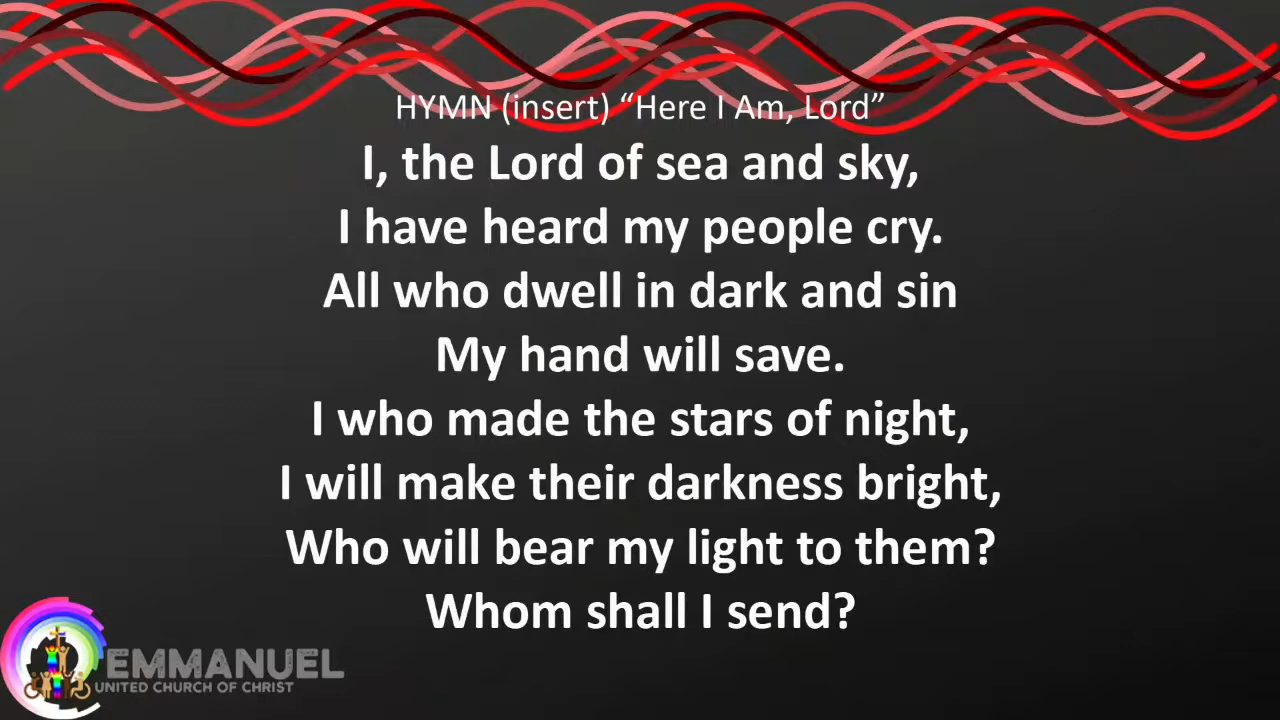 HYMN (insert) “Here I Am, Lord”
I, the Lord of sea and sky,
I have heard my people cry.
All who dwell in dark and sin
My hand will save.
I who made the stars of night,
I will make their darkness bright,
Who will bear my light to them?
Whom shall I send?
EMMANUEL
UNITED CHURCH OF CHRIST